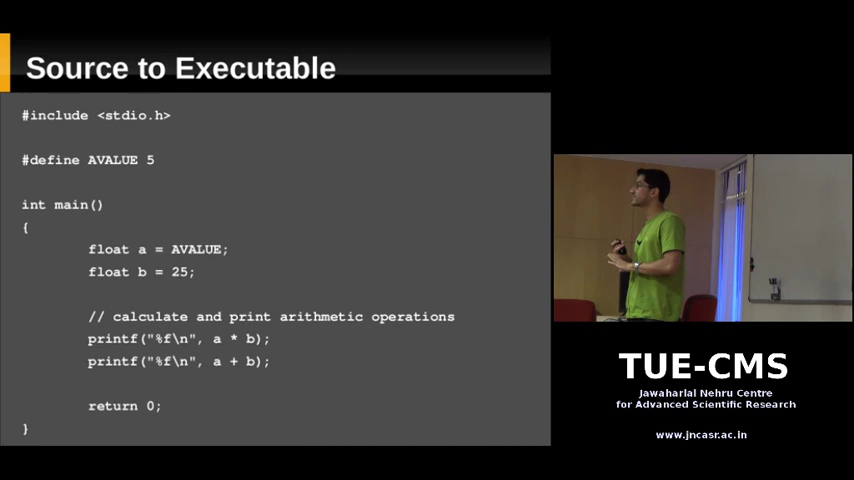 Source to Executable
#include <stdio.h>
#define AVALUE 5
int main()
{
float a = AVALUE;
float b = 25;
// calculate and print arithmetic operations
printf("%f\n", a * b);
printf("%f\n", a + b);
return 0;
}
TUE-CMS
Jawaharlal Nehru Centre
for Advanced Scientific Research
www.jncasr.ac.in